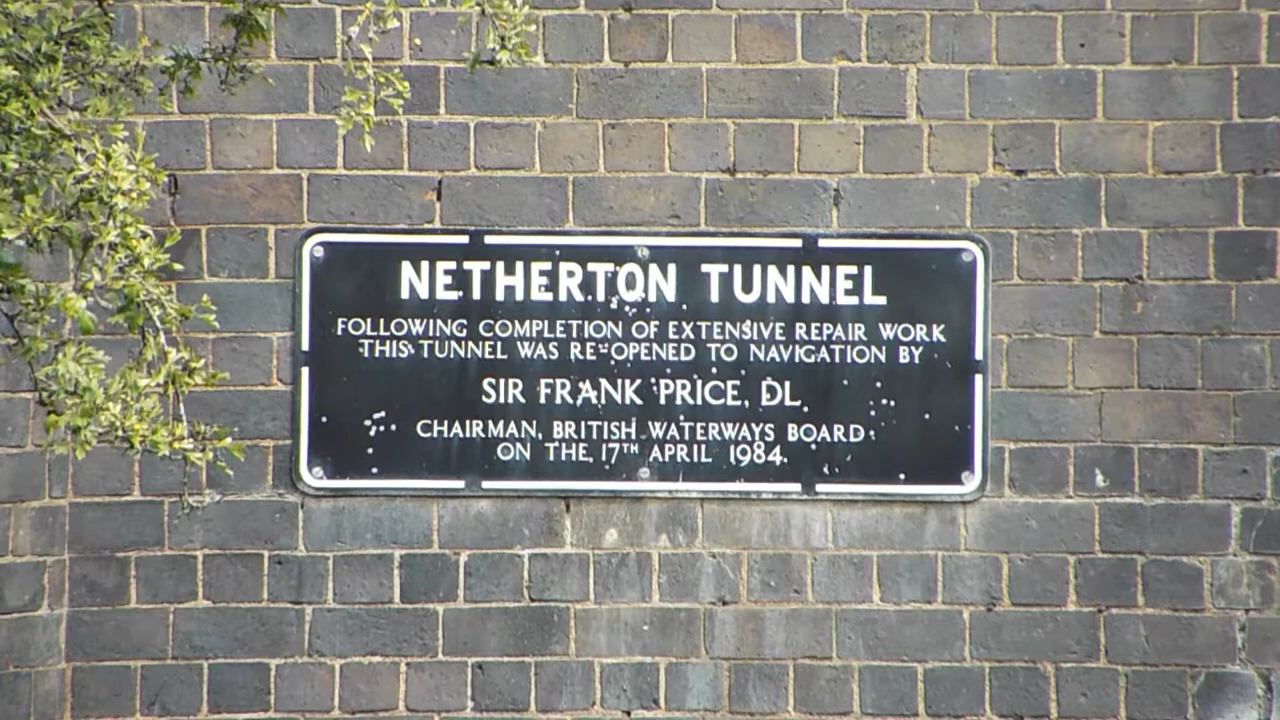 NETHERTON TUNNEL
FOLLOWING COMPLETION OF EXTENSIVE REPAIR WORK
THIS TUNNEL WAS RE-OPENED TO NAVIGATION BY
SIR FRANK PRICE, DL.
CHAIRMAN, BRITISH WATERWAYS BOARD
ON THE 17TH APRIL 1984.